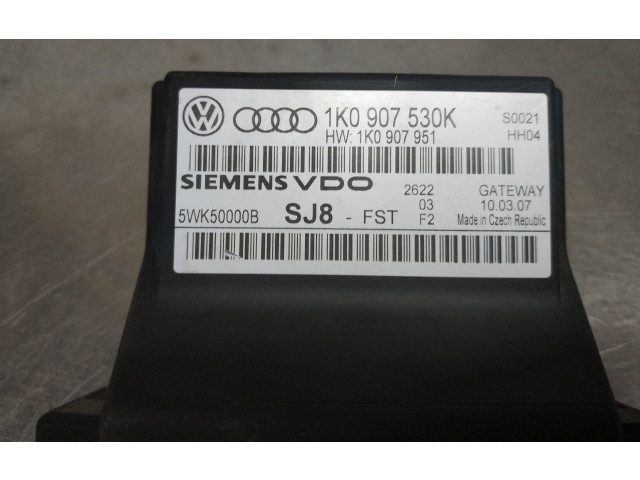 1K0 907 530K S0021
HW: 1K0 907 951 HH04
SIEMENS VDO 2622 GATEWAY
03 10.03.07
5WK50000B SJ8 - FST F2 Made in Czech Republic